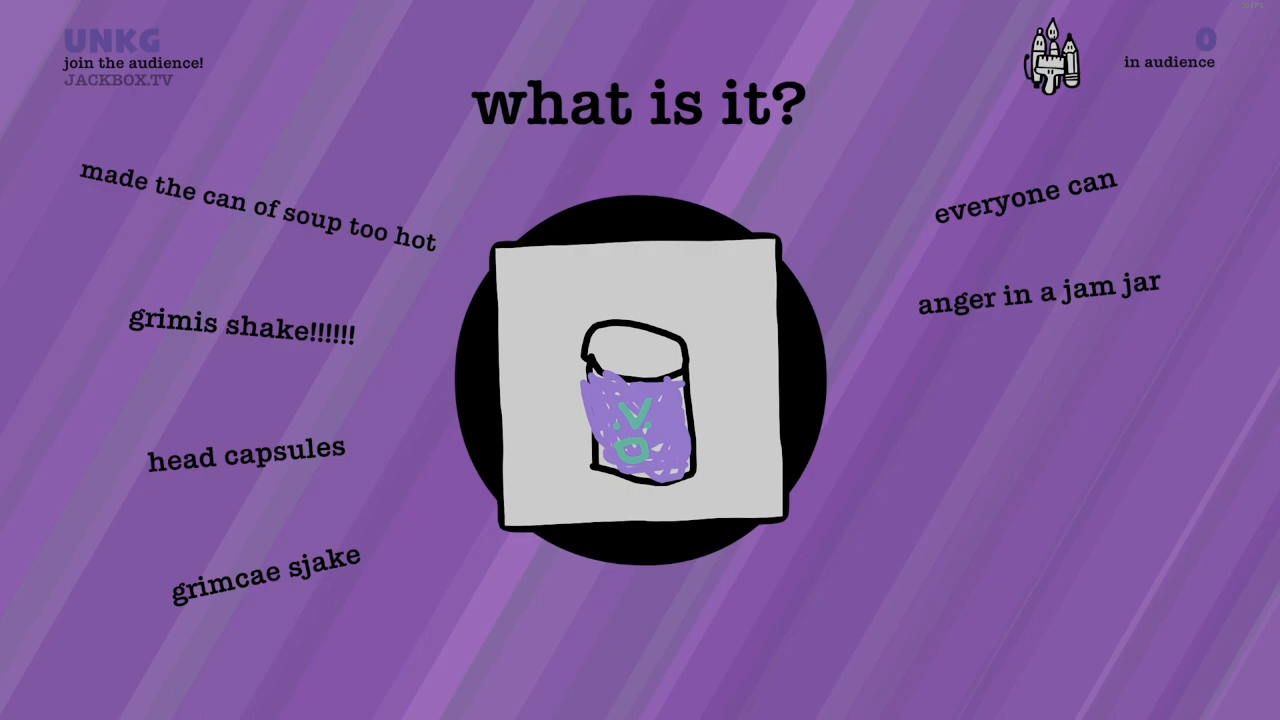 UNKG
join the audience!
JACKBOX.TV
0
in audience
what is it?
made the can of soup too hot
grimis shake!!!!!!
head capsules
grimcae sjake
everyone can
anger in a jam jar